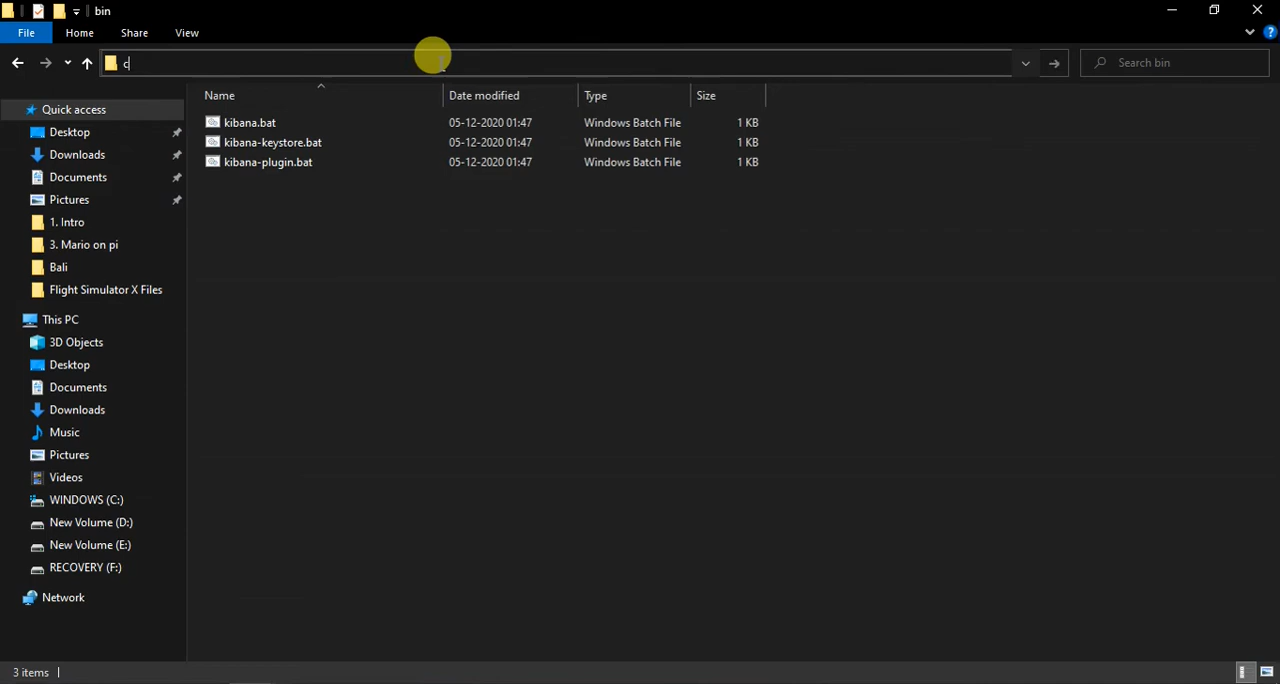 bin
File Home Share View
c
Search bin
Name Date modified Type Size
Quick access
Desktop
Downloads
Documents
Pictures
1. Intro
3. Mario on pi
Bali
Flight Simulator X Files
This PC
3D Objects
Desktop
Documents
Downloads
Music
Pictures
Videos
WINDOWS (C:)
New Volume (D:)
New Volume (E:)
RECOVERY (F:)
Network
kibana.bat 05-12-2020 01:47 Windows Batch File 1 KB
kibana-keystore.bat 05-12-2020 01:47 Windows Batch File 1 KB
kibana-plugin.bat 05-12-2020 01:47 Windows Batch File 1 KB
3 items